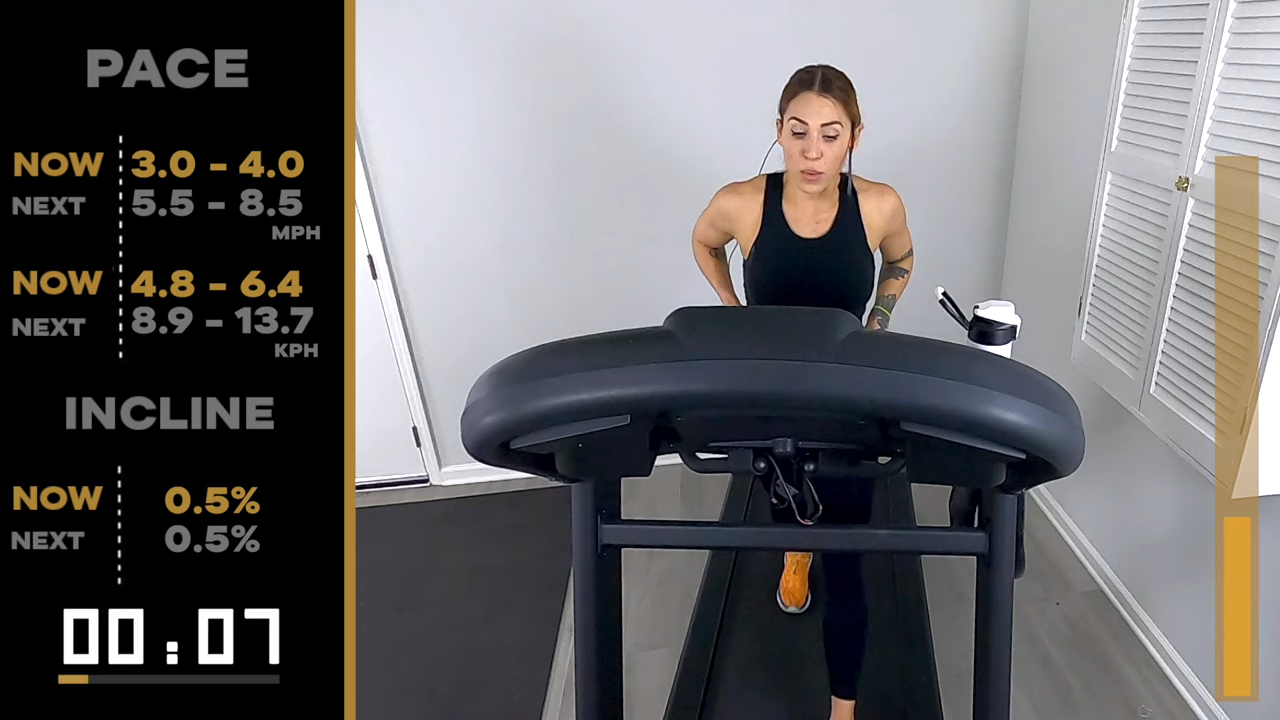 PACE
NOW 3.0 - 4.0
NEXT 5.5 - 8.5
MPH
NOW 4.8 - 6.4
NEXT 8.9 - 13.7
KPH
INCLINE
NOW 0.5%
NEXT 0.5%
00:07